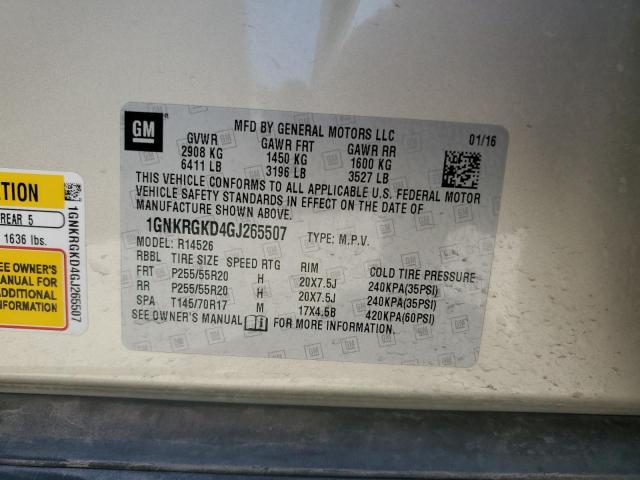 GM
MFD BY GENERAL MOTORS LLC
01/16
GVWR GAWR FRT GAWR RR
2908 KG 1450 KG 1600 KG
6411 LB 3196 LB 3527 LB
THIS VEHICLE CONFORMS TO ALL APPLICABLE U.S. FEDERAL MOTOR
VEHICLE SAFETY STANDARDS IN EFFECT ON THE DATE OF
MANUFACTURE SHOWN ABOVE.
1GNKRGKD4GJ265507 TYPE: M.P.V.
MODEL: R14526
RBBL TIRE SIZE SPEED RTG RIM COLD TIRE PRESSURE
FRT P255/55R20 H 20X7.5J 240KPA(35PSI)
RR P255/55R20 H 20X7.5J 240KPA(35PSI)
SPA T145/70R17 M 17X4.5B 420KPA(60PSI)
SEE OWNER'S MANUAL FOR MORE INFORMATION.
REAR 5
1636 lbs.
SEE OWNER'S
MANUAL FOR
ADDITIONAL
1GNKRGKD4GJ265507